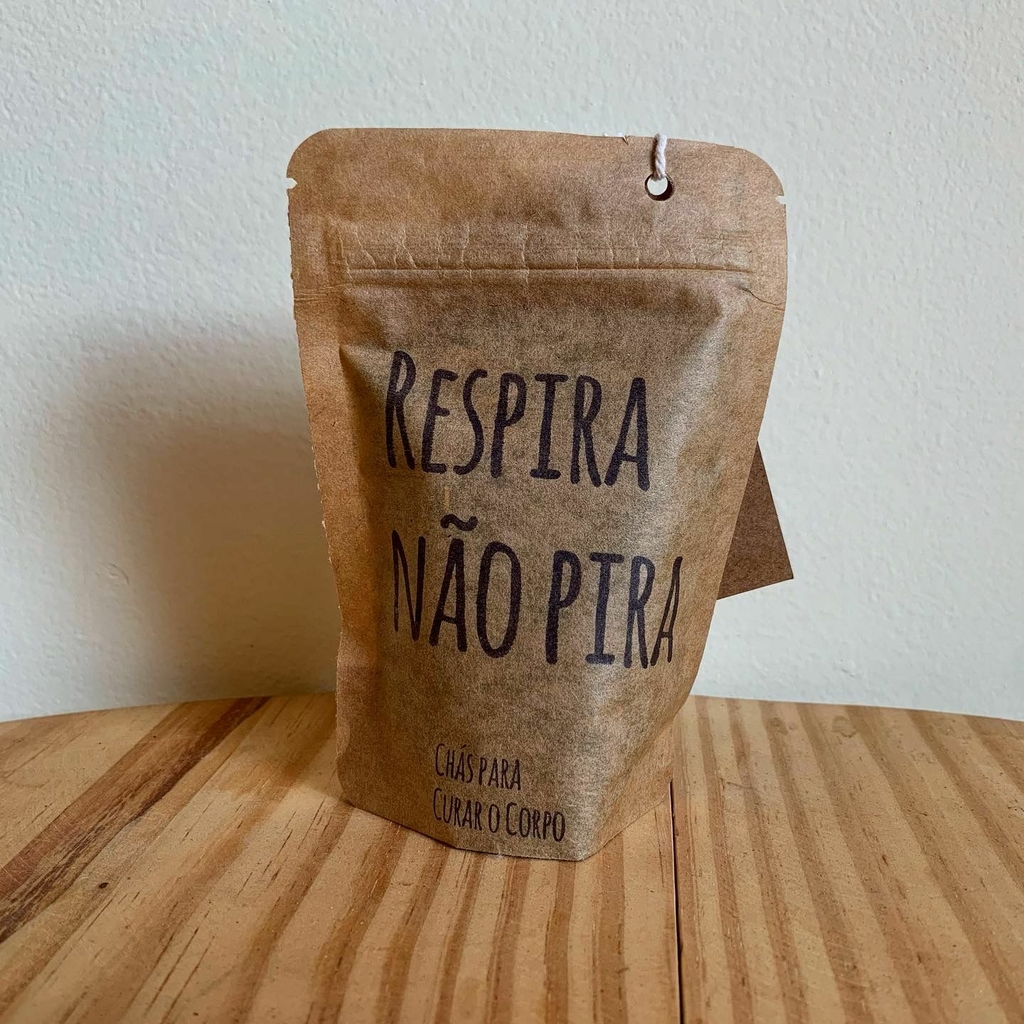 RESPIRA
NÃO PIRA
CHÁS PARA
CURAR O CORPO